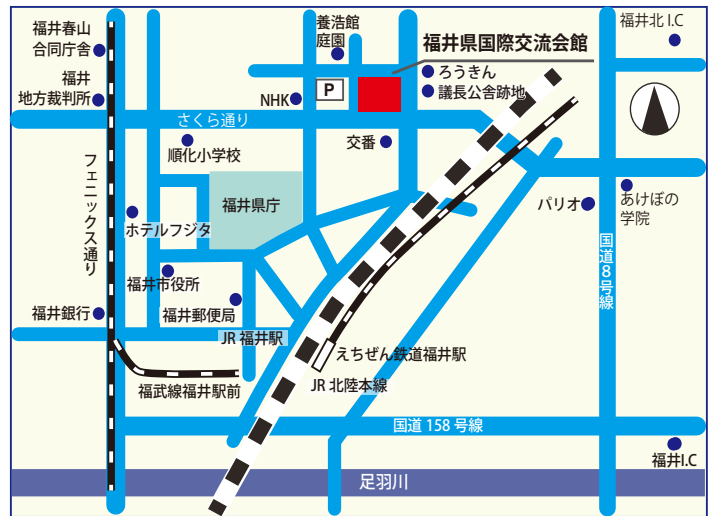 福井春山
合同庁舎
養浩館
庭園
福井北 I.C
福井県国際交流会館
ろうきん
議長公舎跡地
福井
地方裁判所
NHK
P
さくら通り
交番
順化小学校
フェニックス通り
福井県庁
ホテルフジタ
パリオ
あけぼの
学院
国道8号線
福井市役所
福井郵便局
福井銀行
JR 福井駅
えちぜん鉄道福井駅
JR 北陸本線
福武線福井駅前
国道 158 号線
福井I.C
足羽川